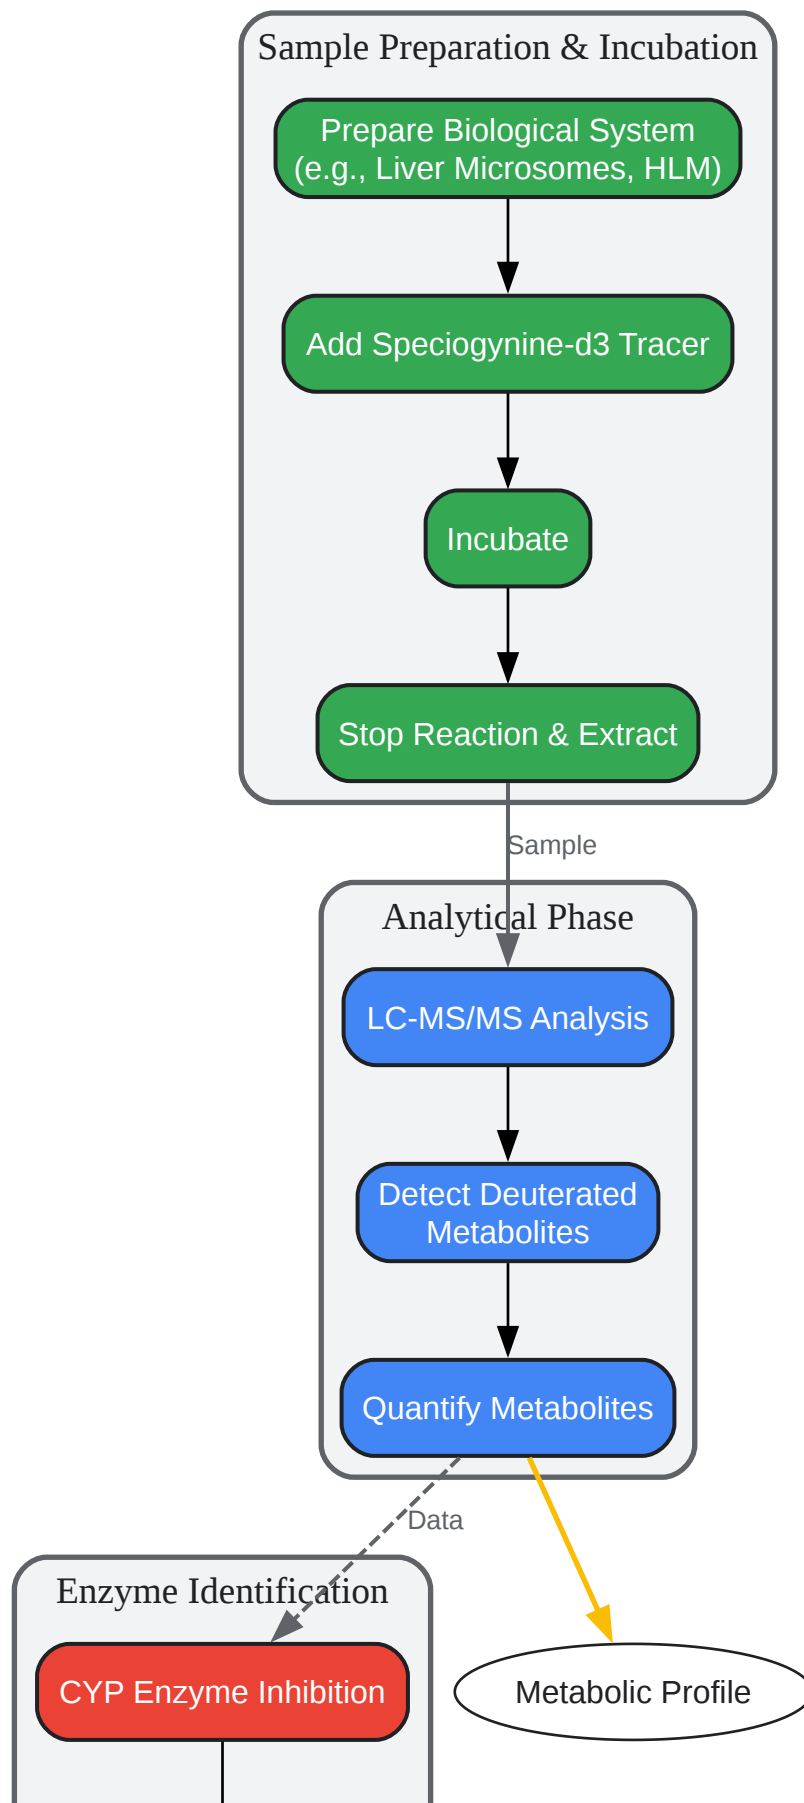 Sample Preparation & Incubation
Prepare Biological System
(e.g., Liver Microsomes, HLM)
Add Speciogynine-d3 Tracer
Incubate
Stop Reaction & Extract
Sample
Analytical Phase
LC-MS/MS Analysis
Detect Deuterated
Metabolites
Quantify Metabolites
Data
Enzyme Identification
CYP Enzyme Inhibition
Metabolic Profile